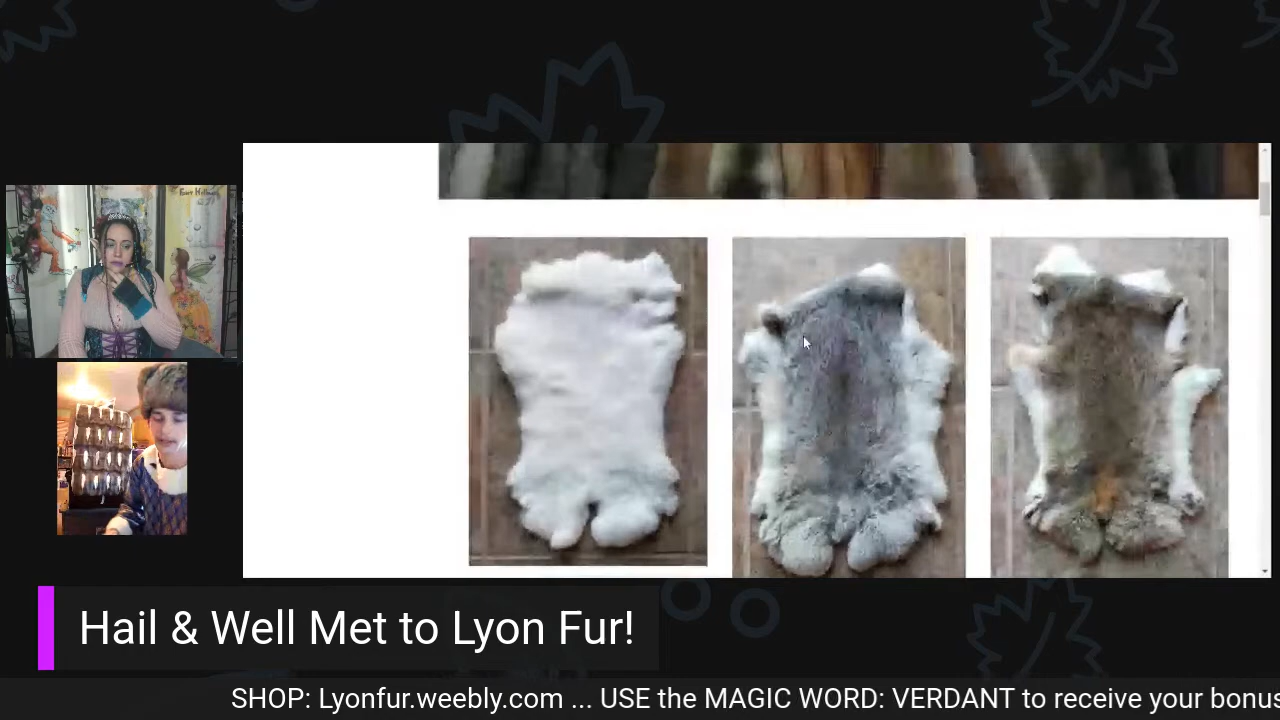 Hail & Well Met to Lyon Fur!
SHOP: Lyonfur.weebly.com ... USE the MAGIC WORD: VERDANT to receive your bonus